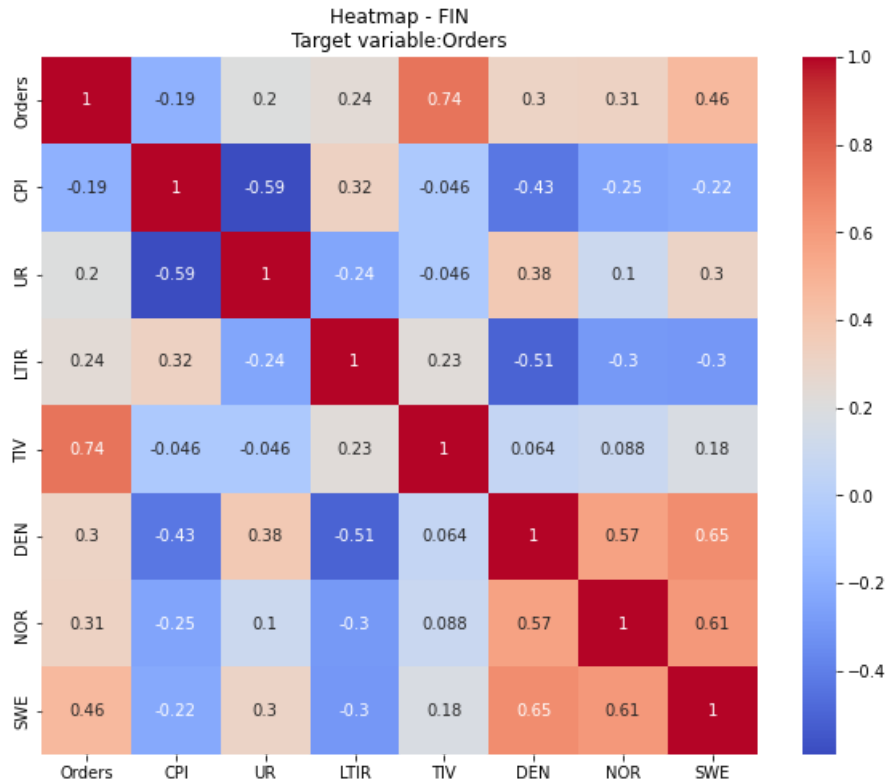 Heatmap - FIN
Target variable:Orders
Orders 1 -0.19 0.2 0.24 0.74 0.3 0.31 0.46
CPI -0.19 1 -0.59 0.32 -0.046 -0.43 -0.25 -0.22
UR 0.2 -0.59 1 -0.24 -0.046 0.38 0.1 0.3
LTIR 0.24 0.32 -0.24 1 0.23 -0.51 -0.3 -0.3
TIV 0.74 -0.046 -0.046 0.23 1 0.064 0.088 0.18
DEN 0.3 -0.43 0.38 -0.51 0.064 1 0.57 0.65
NOR 0.31 -0.25 0.1 -0.3 0.088 0.57 1 0.61
SWE 0.46 -0.22 0.3 -0.3 0.18 0.65 0.61 1
Orders CPI UR LTIR TIV DEN NOR SWE
1.0
0.8
0.6
0.4
0.2
0.0
−0.2
−0.4